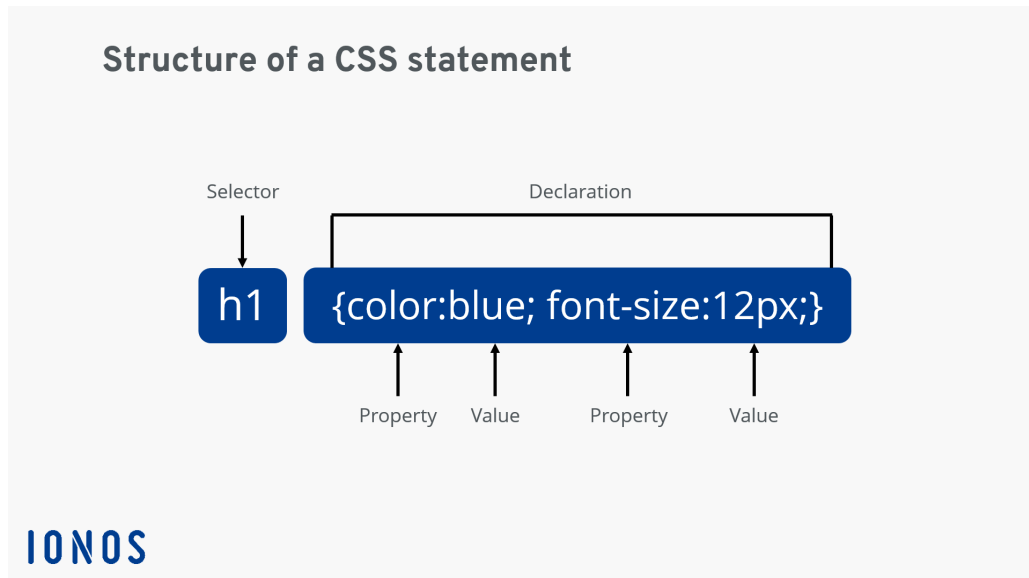 Structure of a CSS statement
Selector
Declaration
h1
{color:blue; font-size:12px;}
Property
Value
Property
Value
IONOS